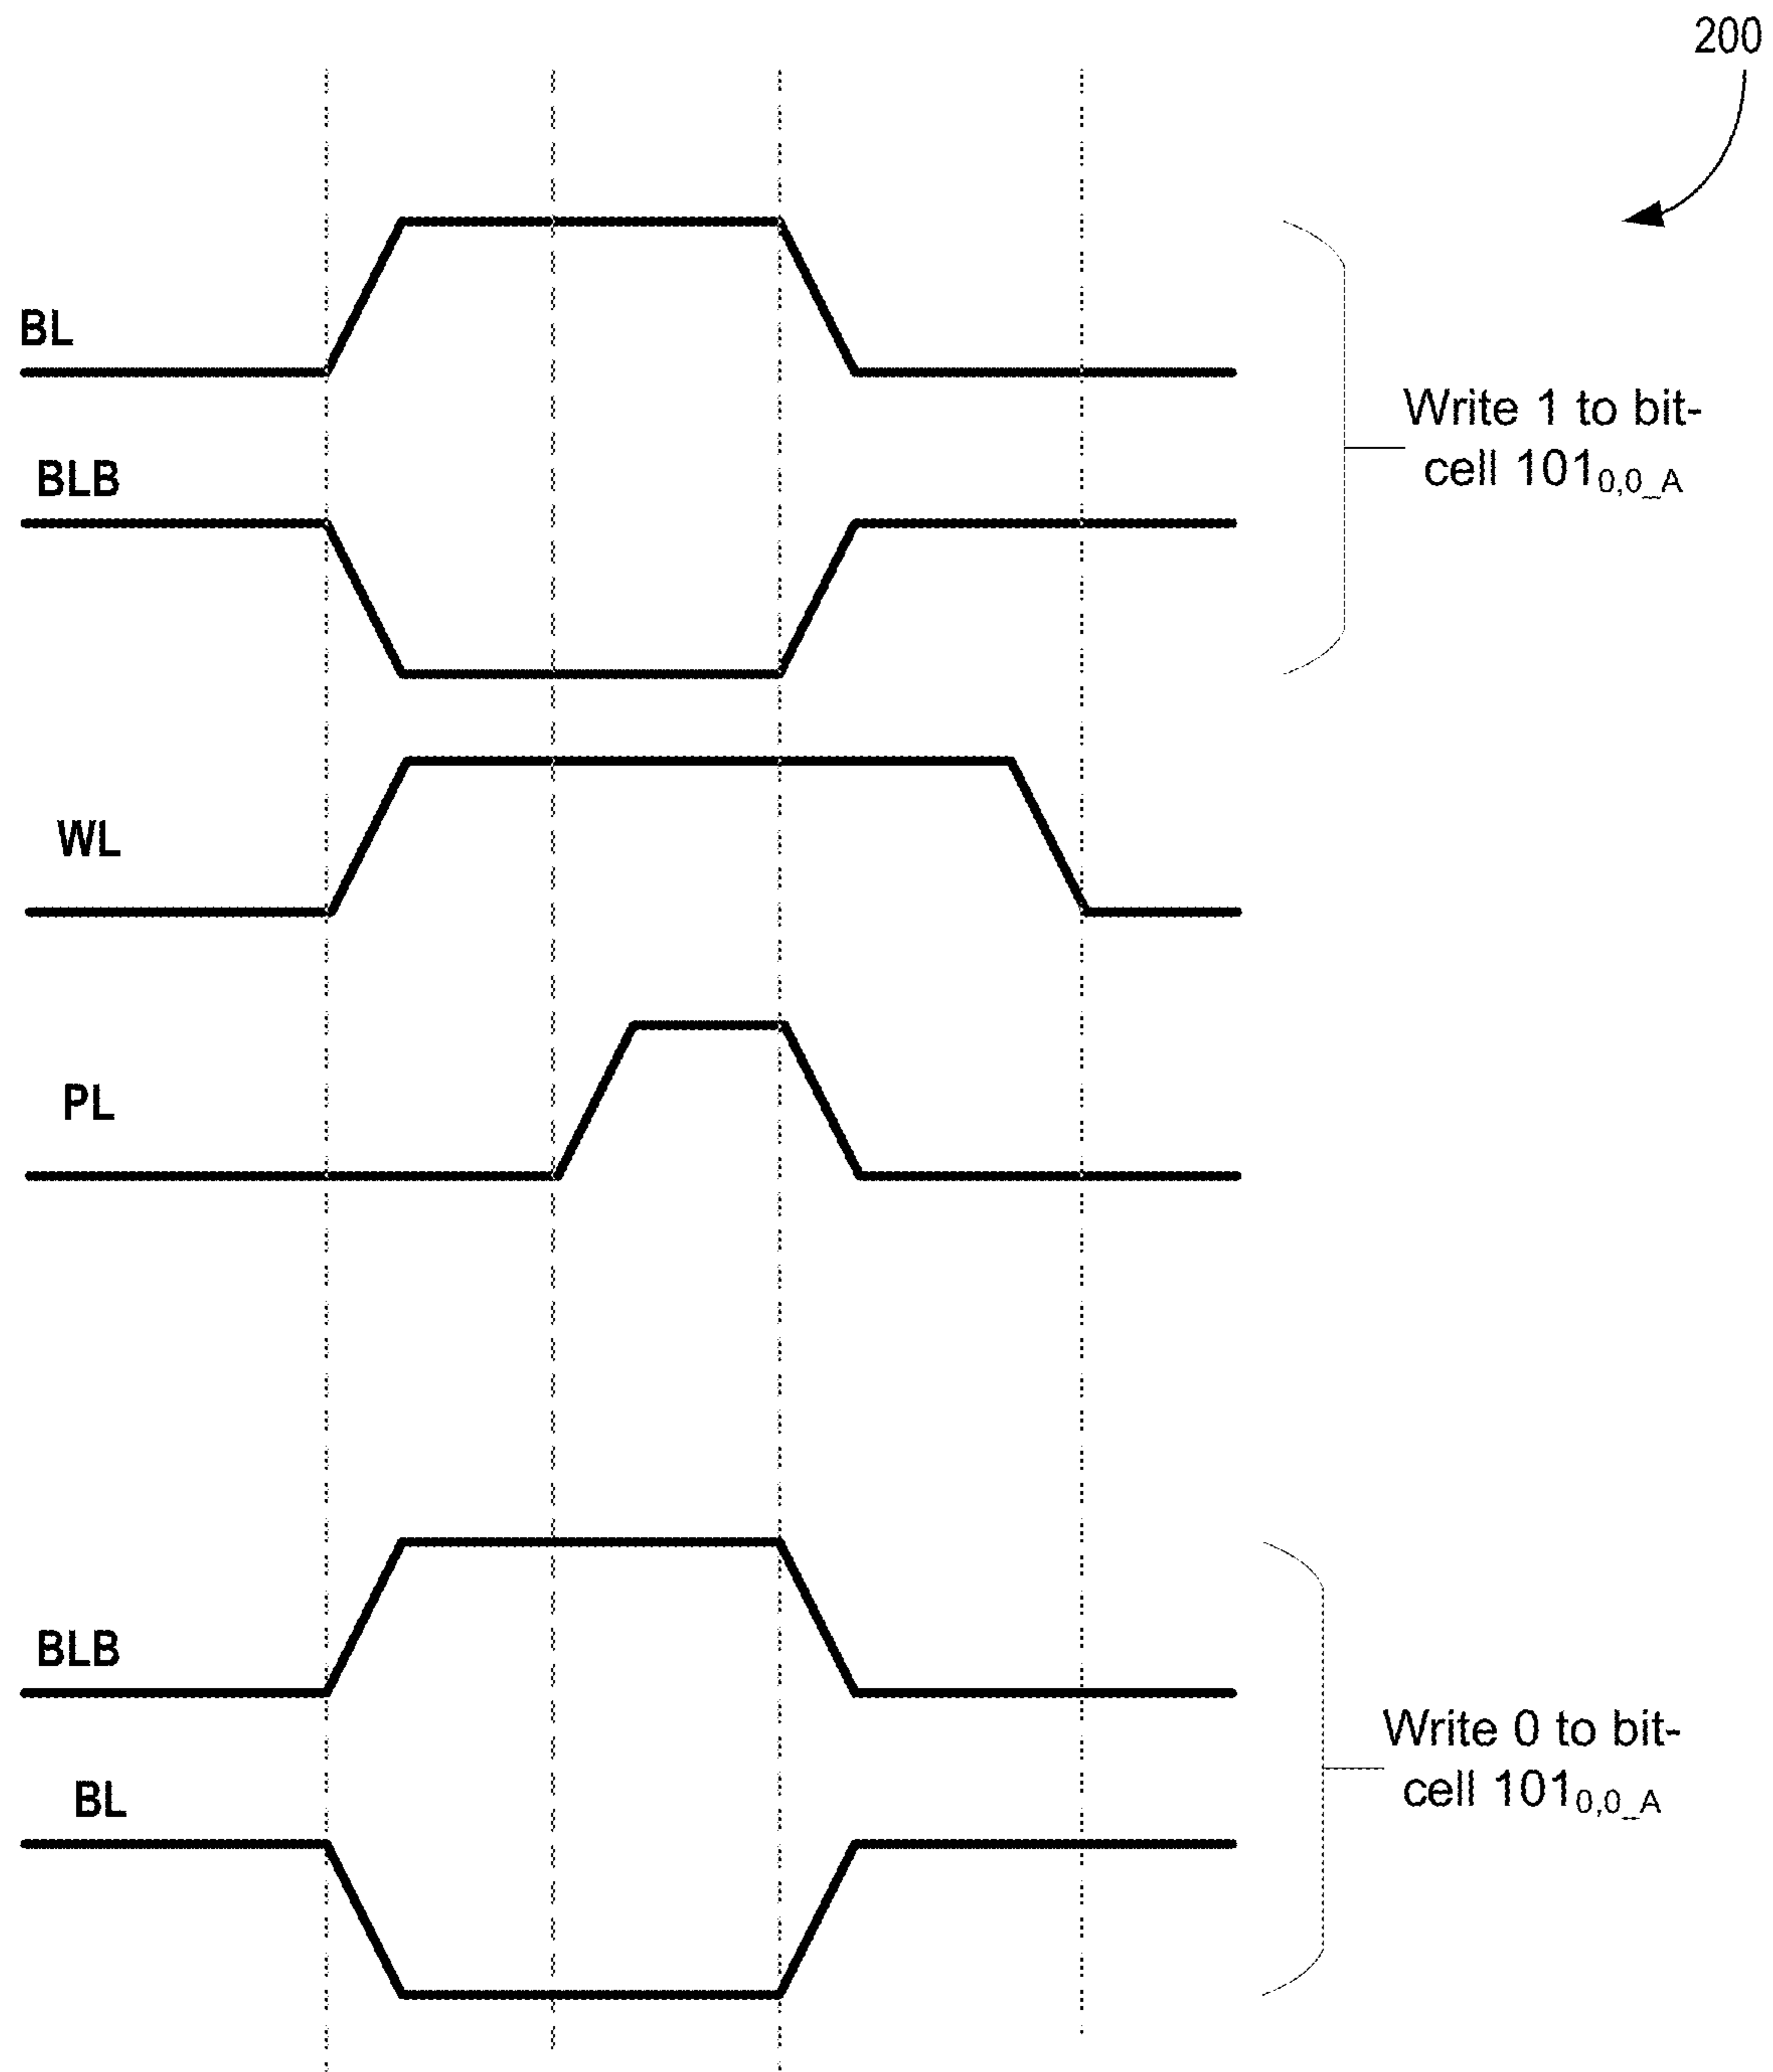 200
BL
BLB
Write 1 to bit-
cell 101₀,₀_A
WL
PL
BLB
BL
Write 0 to bit-
cell 101₀,₀_A